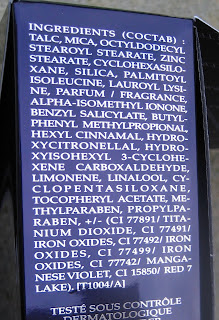 INGREDIENTS (COCTAB) :
TALC, MICA, OCTYLDODECYL
STEAROYL STEARATE, ZINC
STEARATE, CYCLOHEXASIL-
OXANE, SILICA, PALMITOYL
ISOLEUCINE, LAUROYL LYSI-
NE, PARFUM / FRAGRANCE,
ALPHA-ISOMETHYL IONONE,
BENZYL SALICYLATE, BUTYL-
PHENYL METHYLPROPIONAL,
HEXYL CINNAMAL, HYDRO-
XYCITRONELLAL, HYDRO-
XYISOHEXYL 3-CYCLOHE-
XENE CARBOXALDEHYDE,
LIMONENE, LINALOOL, CY-
CLOPENTASILOXANE,
TOCOPHERYL ACETATE, ME-
THYLPARABEN, PROPYLPA-
RABEN, +/- (CI 77891/ TITA-
NIUM DIOXIDE, CI 77491/
IRON OXIDES, CI 77492/ IRON
OXIDES, CI 77499/ IRON
OXIDES, CI 77742/ MANGA-
NESE VIOLET, CI 15850/ RED 7
LAKE), [T1004/A]
TESTÉ SOUS CONTRÔLE
DERMATOLOGIQUE